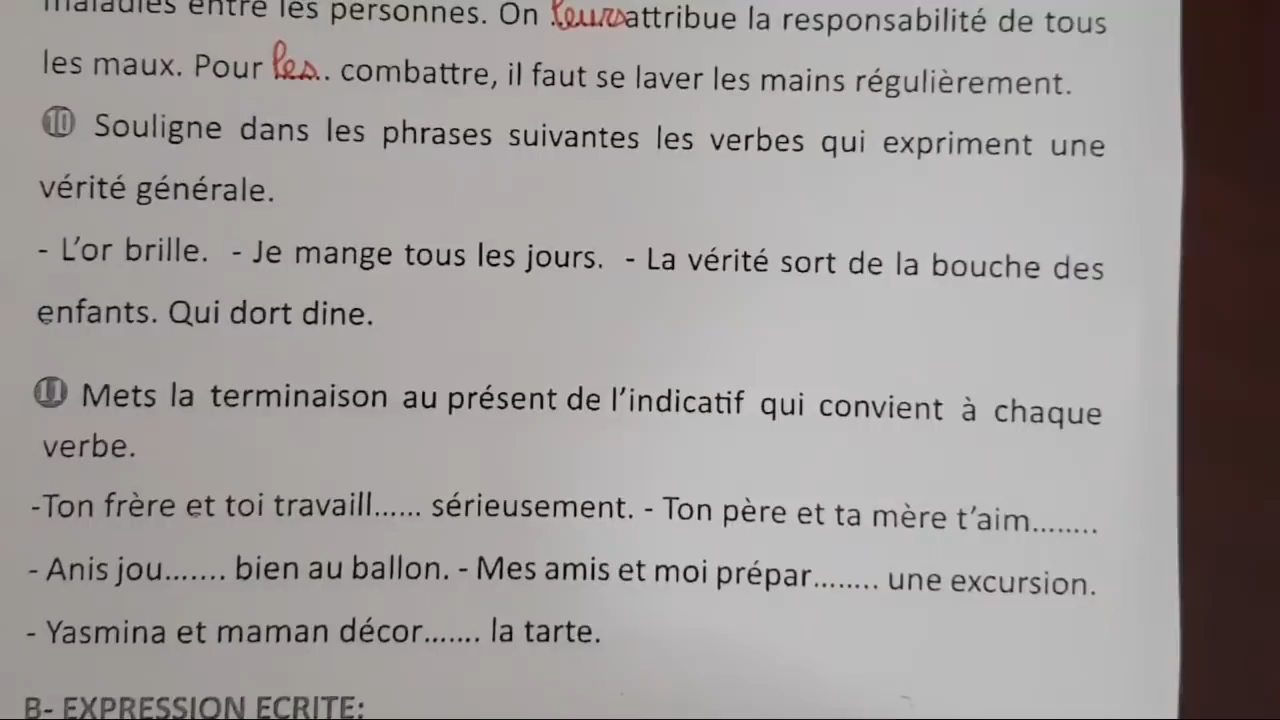 maladies entre les personnes. On leurs attribue la responsabilité de tous
les maux. Pour les.. combattre, il faut se laver les mains régulièrement.
⑩ Souligne dans les phrases suivantes les verbes qui expriment une
vérité générale.
- L'or brille. - Je mange tous les jours. - La vérité sort de la bouche des
enfants. Qui dort dine.
⑪ Mets la terminaison au présent de l'indicatif qui convient à chaque
verbe.
-Ton frère et toi travaill...... sérieusement. - Ton père et ta mère t'aim........
- Anis jou....... bien au ballon. - Mes amis et moi prépar........ une excursion.
- Yasmina et maman décor....... la tarte.
B- EXPRESSION ECRITE: